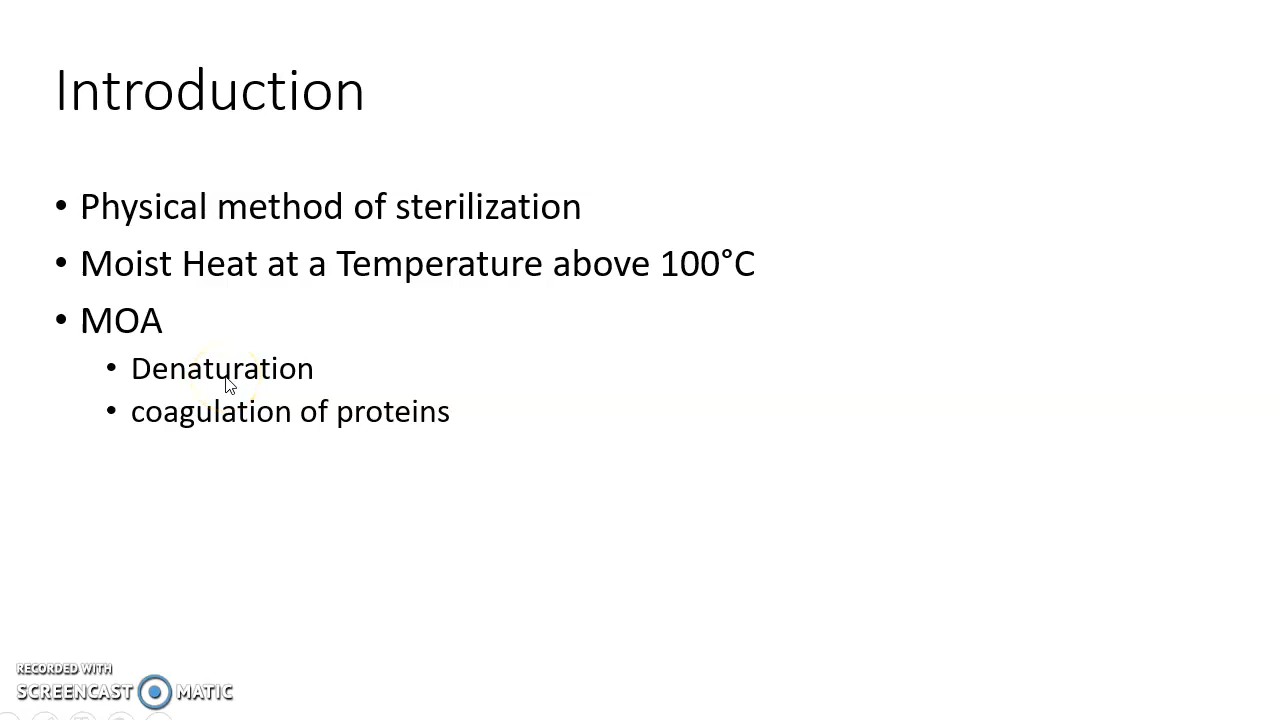 Introduction
• Physical method of sterilization
• Moist Heat at a Temperature above 100°C
• MOA
• Denaturation
• coagulation of proteins
RECORDED WITH
SCREENCAST MATIC